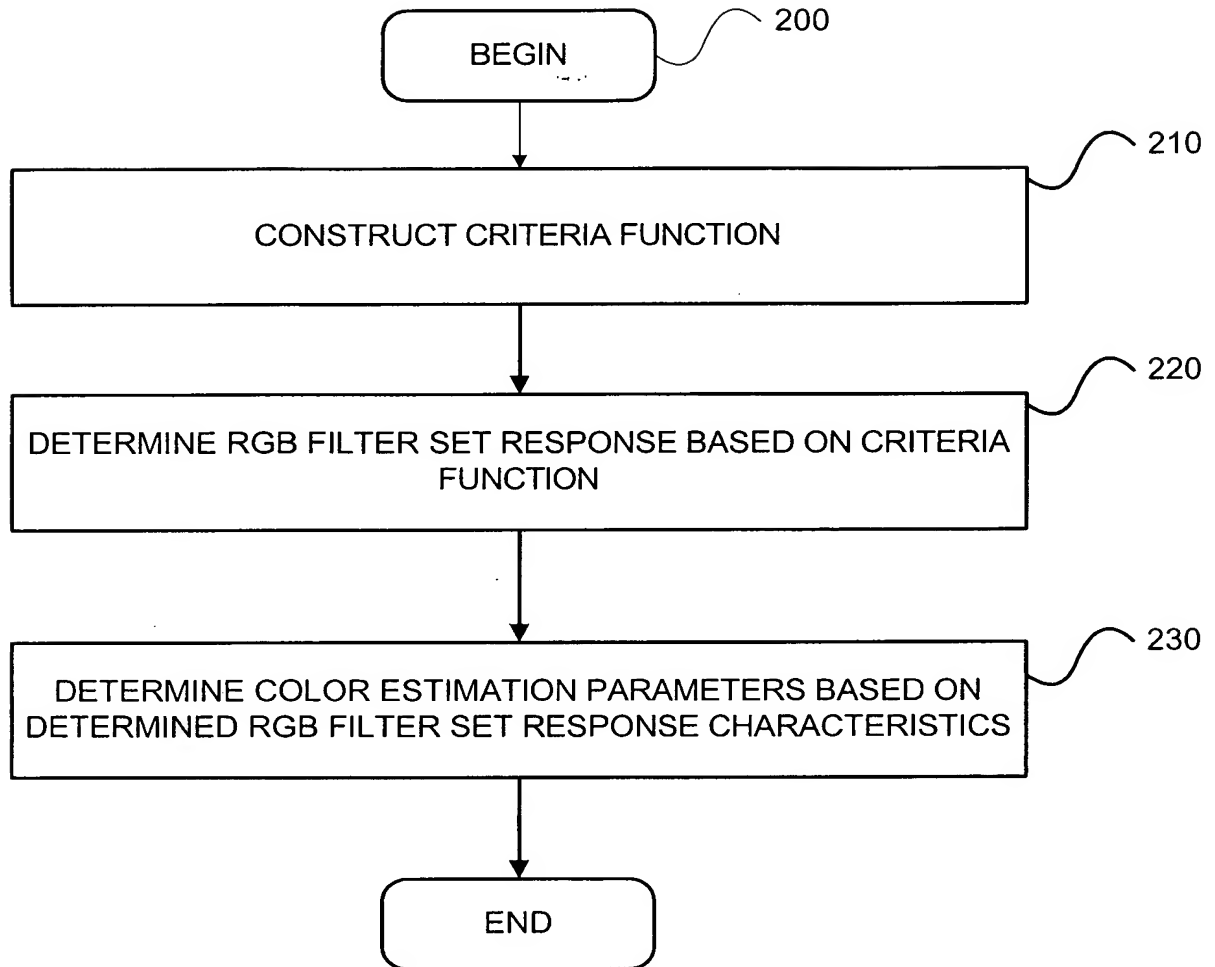 200
BEGIN
210
CONSTRUCT CRITERIA FUNCTION
220
DETERMINE RGB FILTER SET RESPONSE BASED ON CRITERIA
FUNCTION
230
DETERMINE COLOR ESTIMATION PARAMETERS BASED ON
DETERMINED RGB FILTER SET RESPONSE CHARACTERISTICS
END